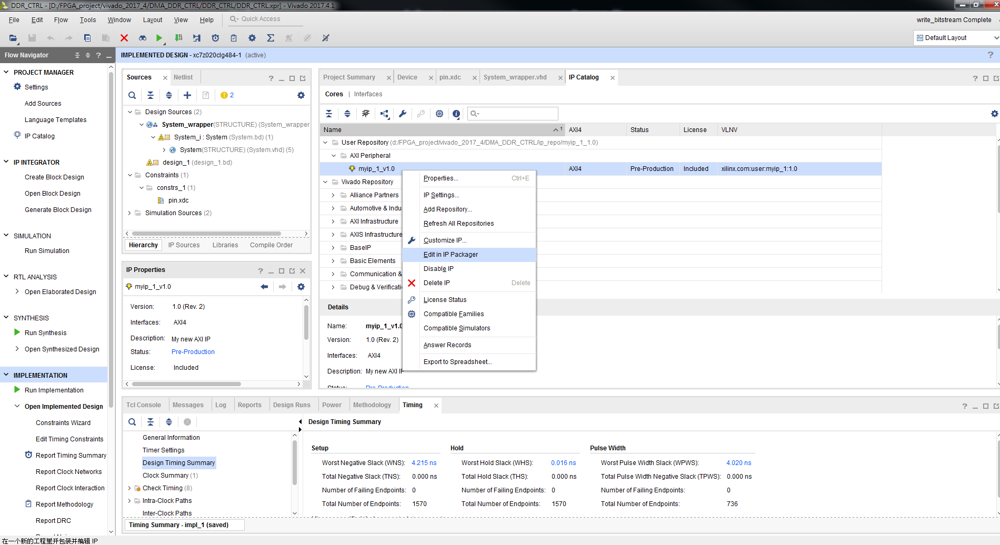 DDR_CTRL - [D:/FPGA_project/vivado_2017_4/DMA_DDR_CTRL/DDR_CTRL/DDR_CTRL.xpr] - Vivado 2017.4.1
File Edit Flow Tools Window Layout View Help Quick Access
write_bitstream Complete
Default Layout
Flow Navigator
IMPLEMENTED DESIGN - xc7z020clg484-1 (active)
PROJECT MANAGER
Settings
Add Sources
Language Templates
IP Catalog
IP INTEGRATOR
Create Block Design
Open Block Design
Generate Block Design
SIMULATION
Run Simulation
RTL ANALYSIS
Open Elaborated Design
SYNTHESIS
Run Synthesis
Open Synthesized Design
IMPLEMENTATION
Run Implementation
Open Implemented Design
Constraints Wizard
Edit Timing Constraints
Report Timing Summary
Report Clock Networks
Report Clock Interaction
Report Methodology
Report DRC
Sources Netlist
2
Design Sources (2)
System_wrapper(STRUCTURE) (System_wrapper
System_i : System (System.bd) (1)
System(STRUCTURE) (System.vhd) (5)
design_1 (design_1.bd)
Constraints (1)
constrs_1 (1)
pin.xdc
Simulation Sources (2)
Hierarchy IP Sources Libraries Compile Order
IP Properties
myip_1_v1.0
Version: 1.0 (Rev. 2)
Interfaces: AXI4
Description: My new AXI IP
Status: Pre-Production
License: Included
Project Summary Device pin.xdc System_wrapper.vhd IP Catalog
Cores | Interfaces
Name 1 AXI4 Status License VLNV
User Repository (d:/FPGA_project/vivado_2017_4/DMA_DDR_CTRL/ip_repo/myip_1_1.0)
AXI Peripheral
myip_1_v1.0 AXI4 Pre-Production Included xilinx.com:user:myip_1:1.0
Vivado Repository
Alliance Partners
Automotive & Indu
AXI Infrastructure
AXIS Infrastructure
BaseIP
Basic Elements
Communication &
Debug & Verificati
Properties... Ctrl+E
IP Settings...
Add Repository...
Refresh All Repositories
Customize IP...
Edit in IP Packager
Disable IP
Delete IP Delete
License Status
Compatible Families
Compatible Simulators
Answer Records
Export to Spreadsheet...
Details
Name: myip_1_v1.0
Version: 1.0 (Rev. 2)
Interfaces: AXI4
Description: My new AXI IP
Status: Pre-Production
Tcl Console Messages Log Reports Design Runs Power Methodology Timing
General Information
Timer Settings
Design Timing Summary
Clock Summary (1)
Check Timing (8)
Intra-Clock Paths
Inter-Clock Paths
Design Timing Summary
Setup Hold Pulse Width
Worst Negative Slack (WNS): 4.215 ns Worst Hold Slack (WHS): 0.016 ns Worst Pulse Width Slack (WPWS): 4.020 ns
Total Negative Slack (TNS): 0.000 ns Total Hold Slack (THS): 0.000 ns Total Pulse Width Negative Slack (TPWS): 0.000 ns
Number of Failing Endpoints: 0 Number of Failing Endpoints: 0 Number of Failing Endpoints: 0
Total Number of Endpoints: 1570 Total Number of Endpoints: 1570 Total Number of Endpoints: 736
Timing Summary - impl_1 (saved)
在一个新的工程里开包装并编辑 IP